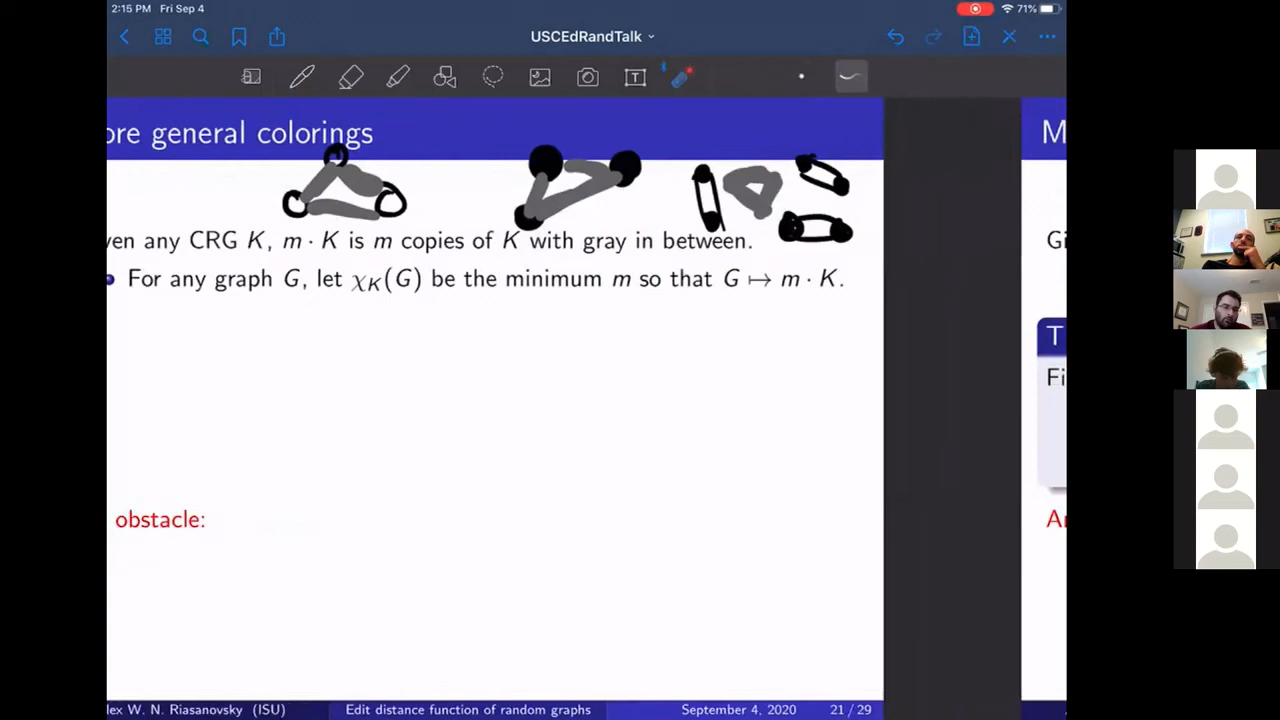 2:15 PM Fri Sep 4
71%
USCEdRandTalk
T
ore general colorings
M
ven any CRG K, m · K is m copies of K with gray in between.
Gi
For any graph G, let χK(G) be the minimum m so that G ↦ m · K.
T
Fi
obstacle:
lex W. N. Riasanovsky (ISU) Edit distance function of random graphs September 4, 2020 21 / 29